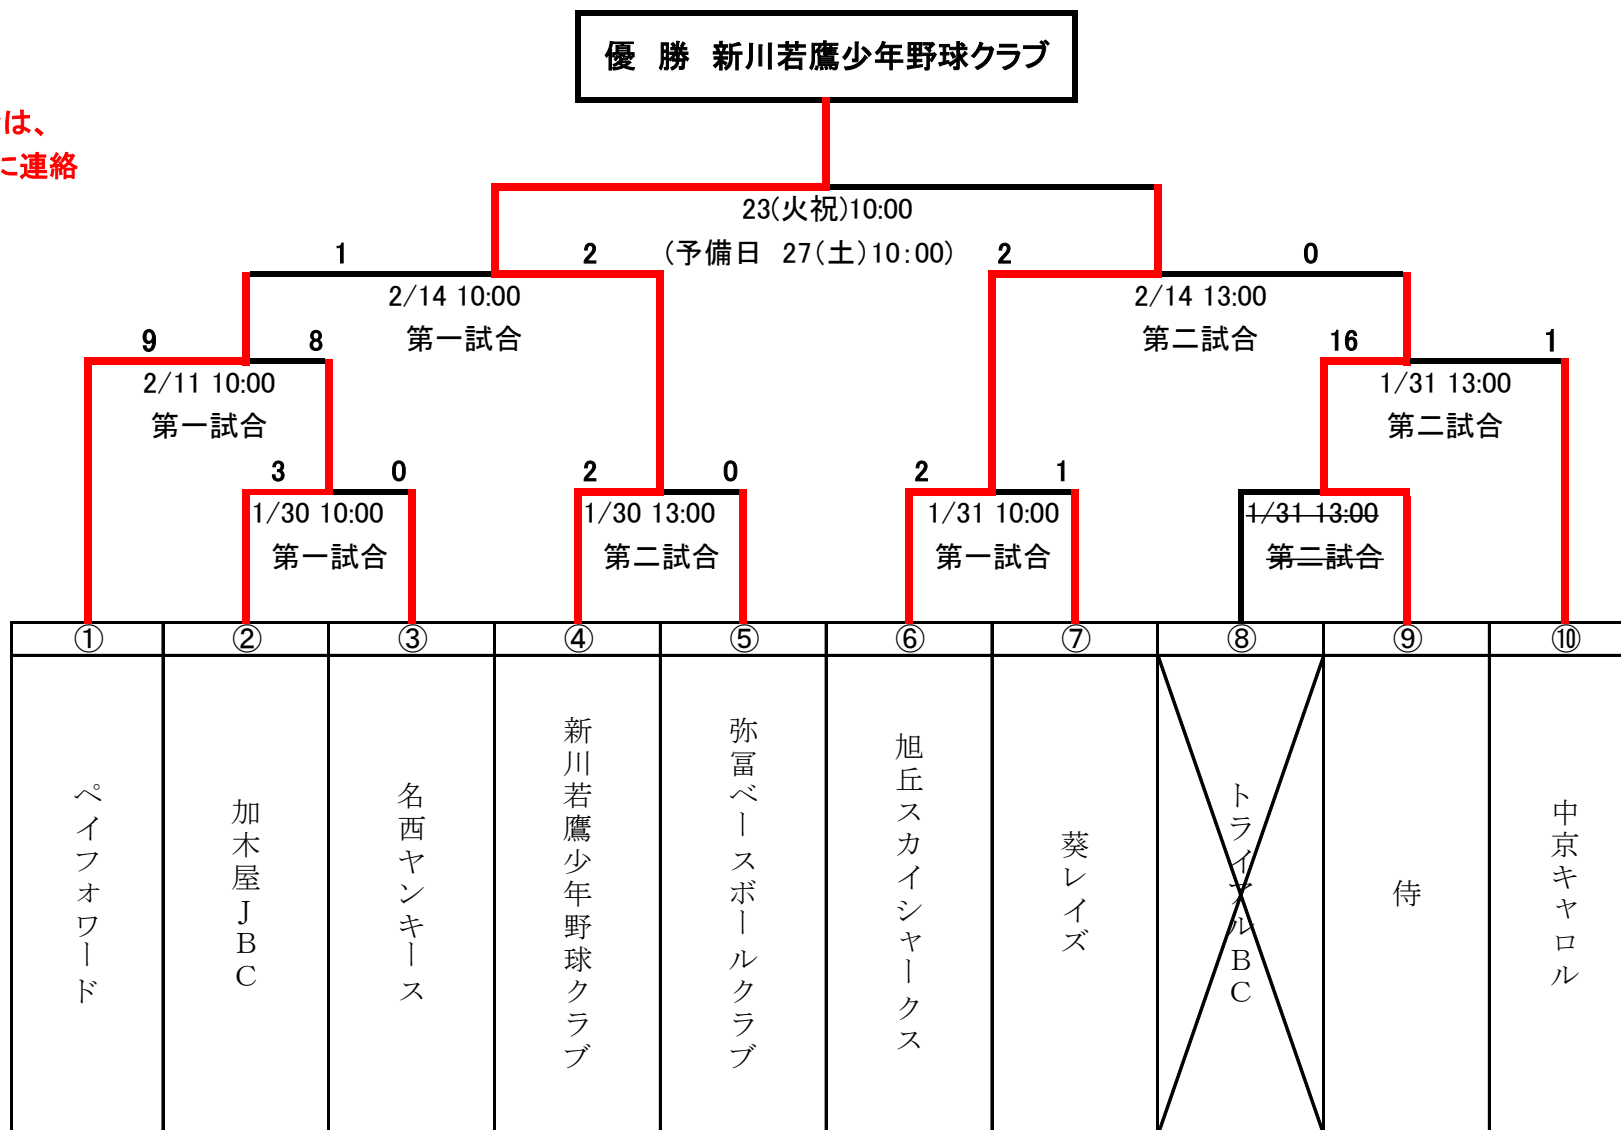 優　勝　新川若鷹少年野球クラブ
は、
に連絡
23(火祝)10:00
(予備日　27(土)10:00)
1
2
2
0
2/14 10:00
第一試合
2/14 13:00
第二試合
9
8
16
1
2/11 10:00
第一試合
1/31 13:00
第二試合
3
0
2
0
2
1
1/30 10:00
第一試合
1/30 13:00
第二試合
1/31 10:00
第一試合
1/31 13:00
第二試合
①
②
③
④
⑤
⑥
⑦
⑧
⑨
⑩
ペイフォワード
加木屋JBC
名西ヤンキース
新川若鷹少年野球クラブ
弥冨ベースボールクラブ
旭丘スカイシャークス
葵レイズ
トライアルBC
侍
中京キャロル